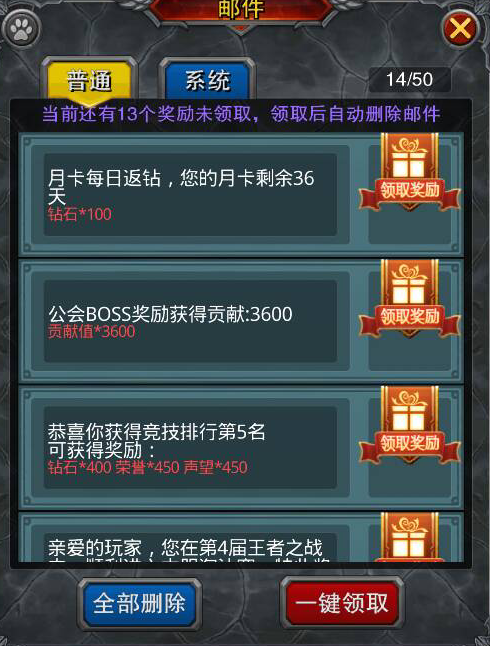 邮件
普通
系统
14/50
当前还有13个奖励未领取，领取后自动删除邮件
月卡每日返钻，您的月卡剩余36
天
钻石*100
领取奖励
公会BOSS奖励获得贡献:3600
贡献值*3600
领取奖励
恭喜你获得竞技排行第5名
可获得奖励：
钻石*400 荣誉*450 声望*450
领取奖励
亲爱的玩家，您在第4届王者之战
全部删除
一键领取